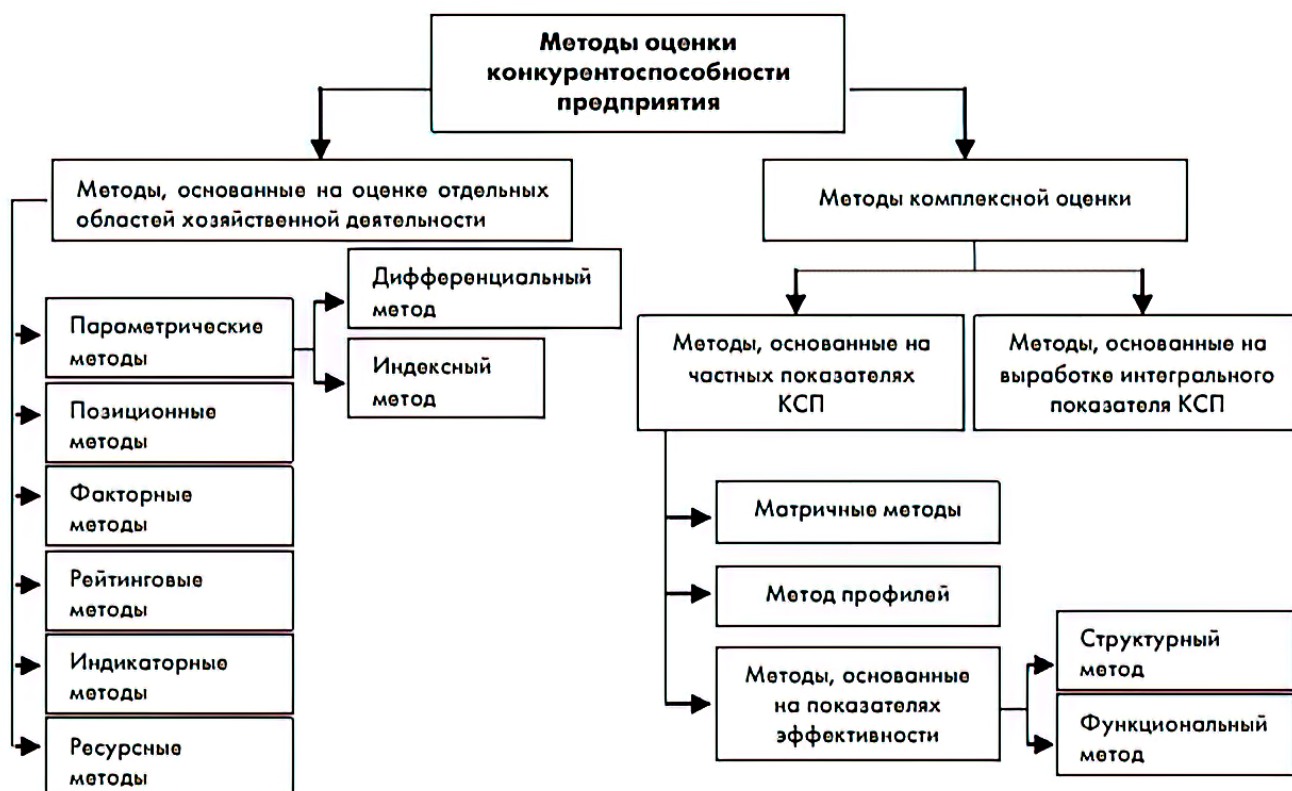 Методы оценки
конкурентоспособности
предприятия
Методы, основанные на оценке отдельных
областей хозяйственной деятельности
Методы комплексной оценки
Дифференциальный
метод
Параметрические
методы
Индексный
метод
Позиционные
методы
Факторные
методы
Рейтинговые
методы
Индикаторные
методы
Ресурсные
методы
Методы, основанные на
частных показателях
КСП
Методы, основанные на
выработке интегрального
показателя КСП
Матричные методы
Метод профилей
Методы, основанные
на показателях
эффективности
Структурный
метод
Функциональный
метод